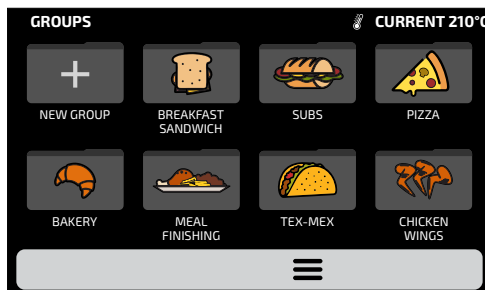 GROUPS
CURRENT 210°C
NEW GROUP
BREAKFAST
SANDWICH
SUBS
PIZZA
BAKERY
MEAL
FINISHING
TEX-MEX
CHICKEN
WINGS